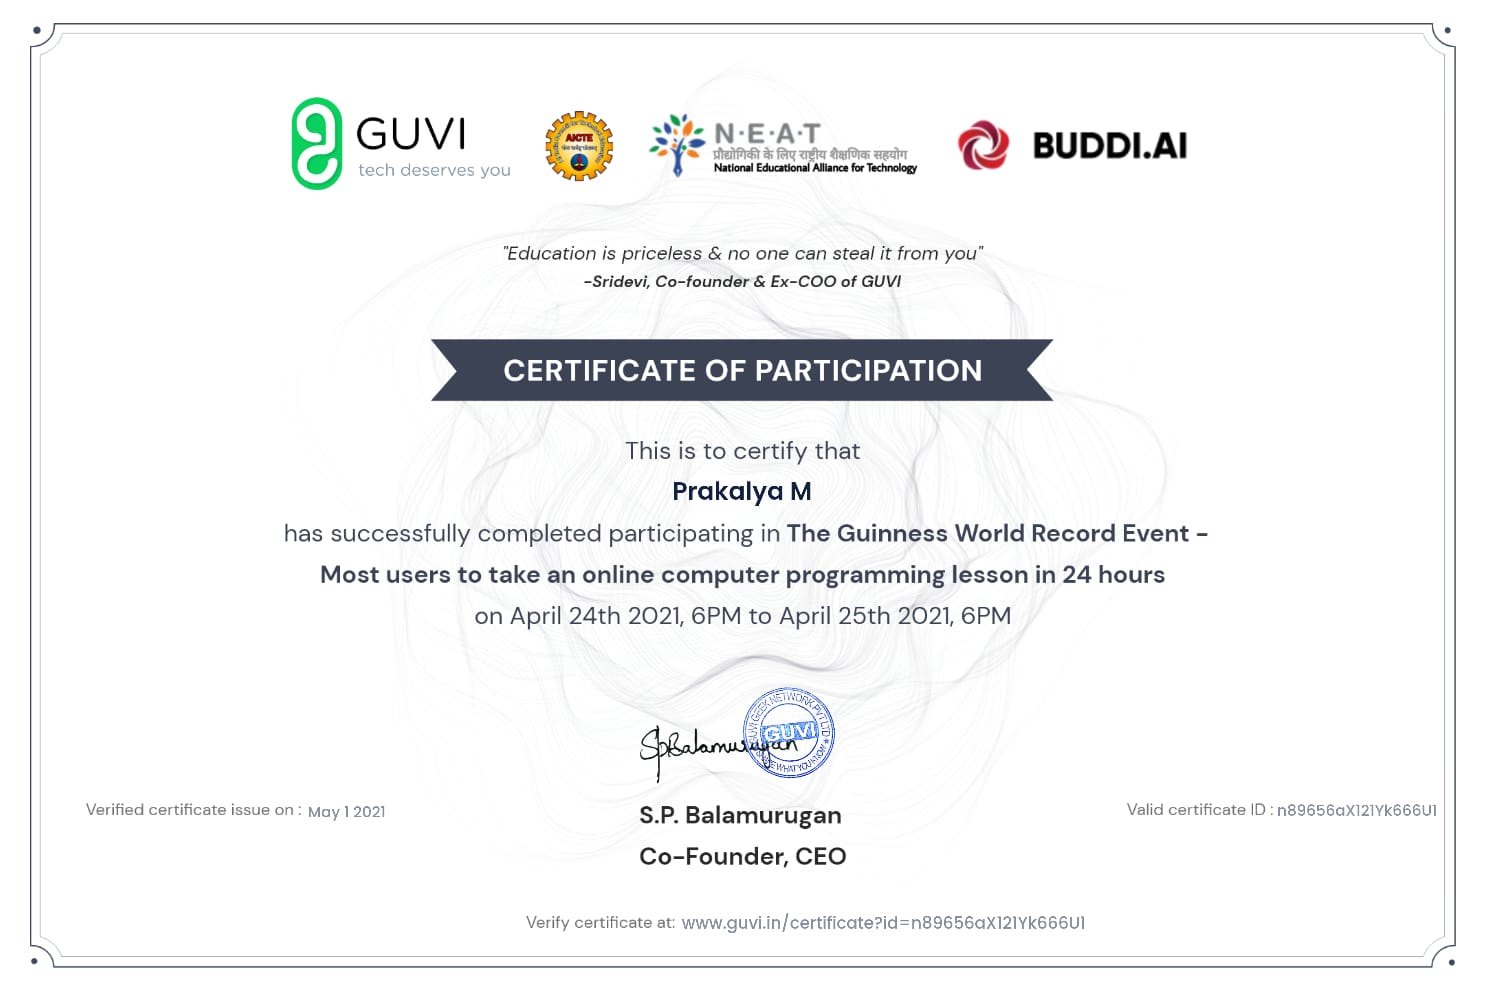 GUVI
tech deserves you
AICTE
N·E·A·T
प्रौद्योगिकी के लिए राष्ट्रीय शैक्षणिक सहयोग
National Educational Alliance for Technology
BUDDI.AI
"Education is priceless & no one can steal it from you"
-Sridevi, Co-founder & Ex-COO of GUVI
CERTIFICATE OF PARTICIPATION
This is to certify that
Prakalya M
has successfully completed participating in The Guinness World Record Event -
Most users to take an online computer programming lesson in 24 hours
on April 24th 2021, 6PM to April 25th 2021, 6PM
SpBalamurugan
GUVI GEEK NETWORK PVT LTD
GUVI
WHAT YOU KNOW
S.P. Balamurugan
Co-Founder, CEO
Verified certificate issue on : May 1 2021
Valid certificate ID : n89656aX121Yk666U1
Verify certificate at: www.guvi.in/certificate?id=n89656aX121Yk666U1